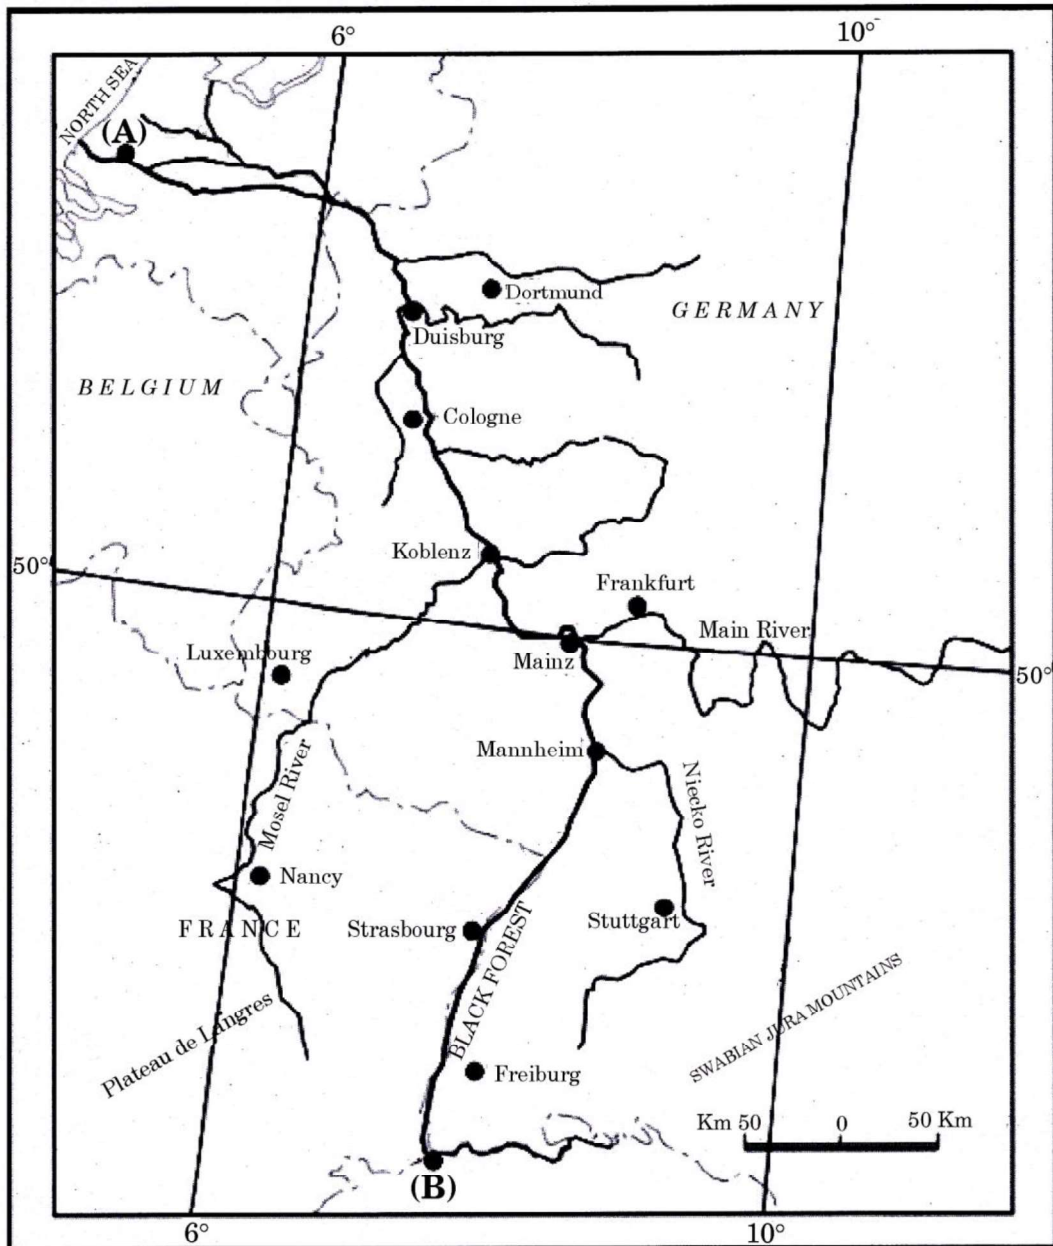 6°
10°
NORTH SEA
(A)
Dortmund
GERMANY
Duisburg
BELGIUM
Cologne
Koblenz
50°
Frankfurt
Main River
Luxembourg
Mainz
50°
Mannheim
Mosel River
Niecko River
Nancy
Stuttgart
FRANCE
Strasbourg
BLACK FOREST
SWABIAN JURA MOUNTAINS
Plateau de Langres
Freiburg
Km 50 0 50 Km
(B)
6°
10°